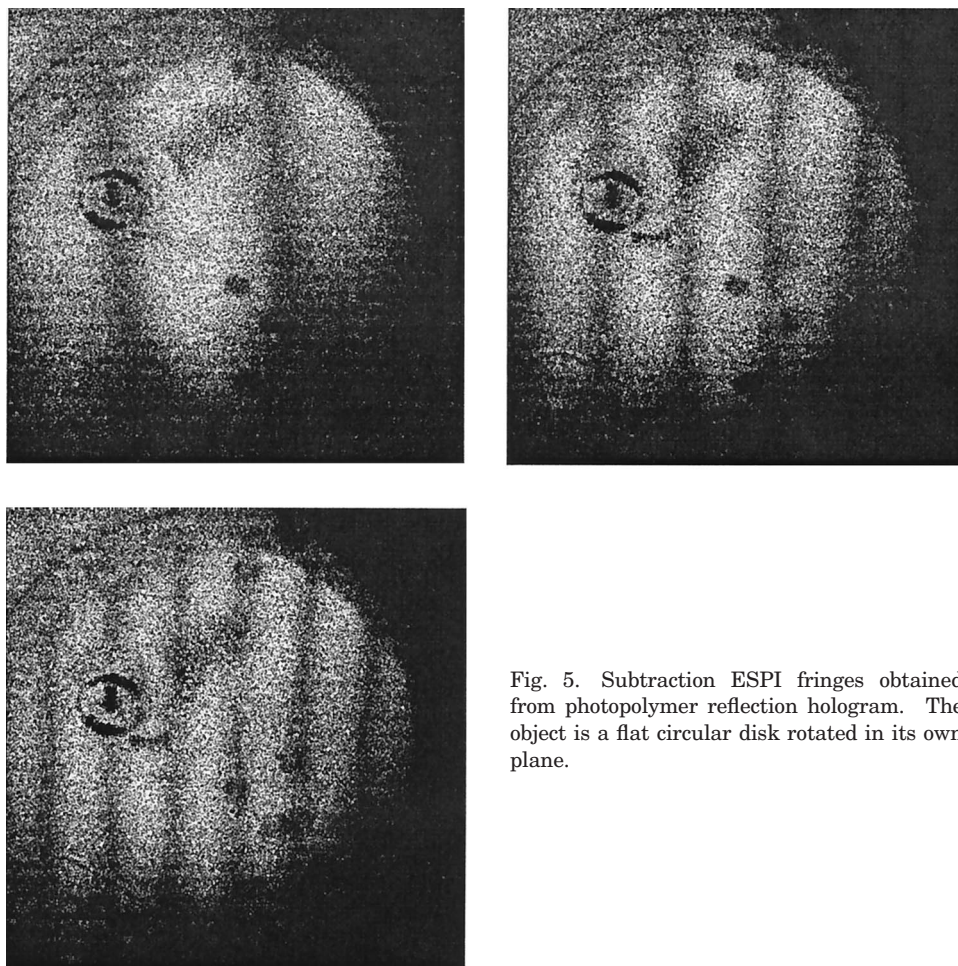 Fig. 5. Subtraction ESPI fringes obtained
from photopolymer reflection hologram. The
object is a flat circular disk rotated in its own
plane.